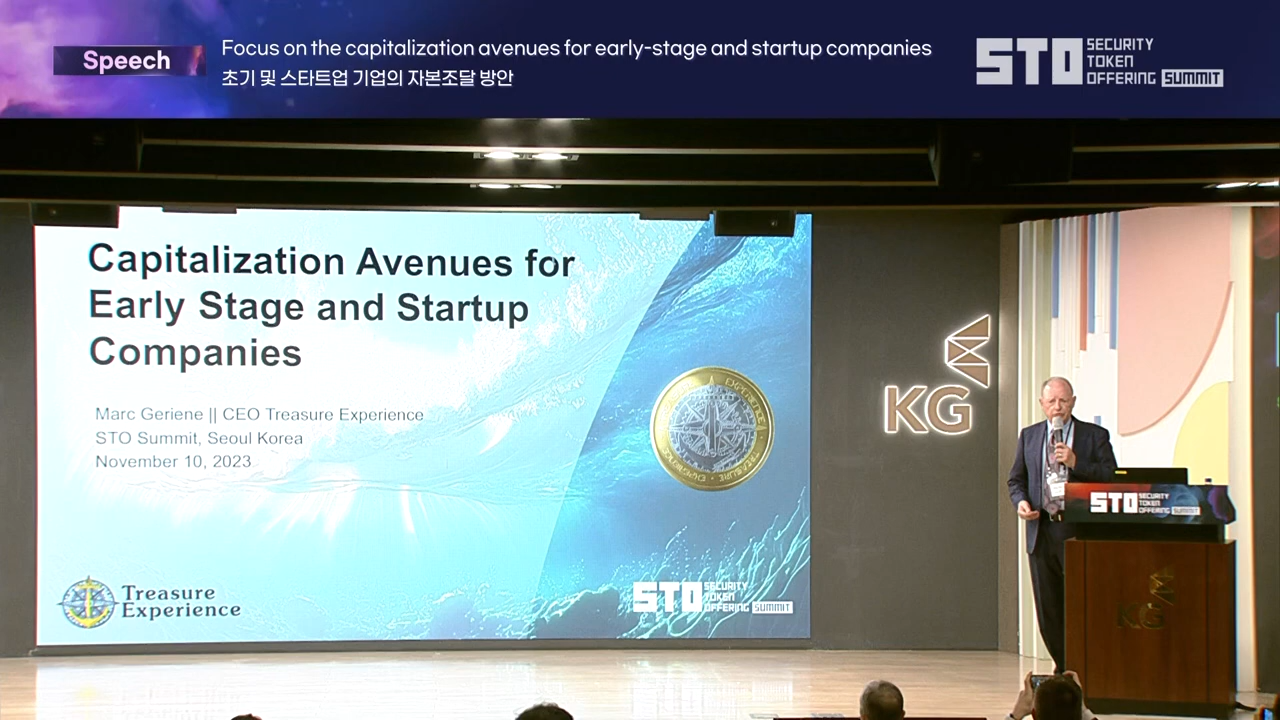 Speech
Focus on the capitalization avenues for early-stage and startup companies
초기 및 스타트업 기업의 자본조달 방안
STO SECURITY
TOKEN
OFFERING SUMMIT
Capitalization Avenues for
Early Stage and Startup
Companies
Marc Geriene || CEO Treasure Experience
STO Summit, Seoul Korea
November 10, 2023
EXPERIENCE
TREASURE
Treasure
Experience
STO SECURITY
TOKEN
OFFERING SUMMIT
KG
STO SECURITY
TOKEN
OFFERING SUMMIT
KG